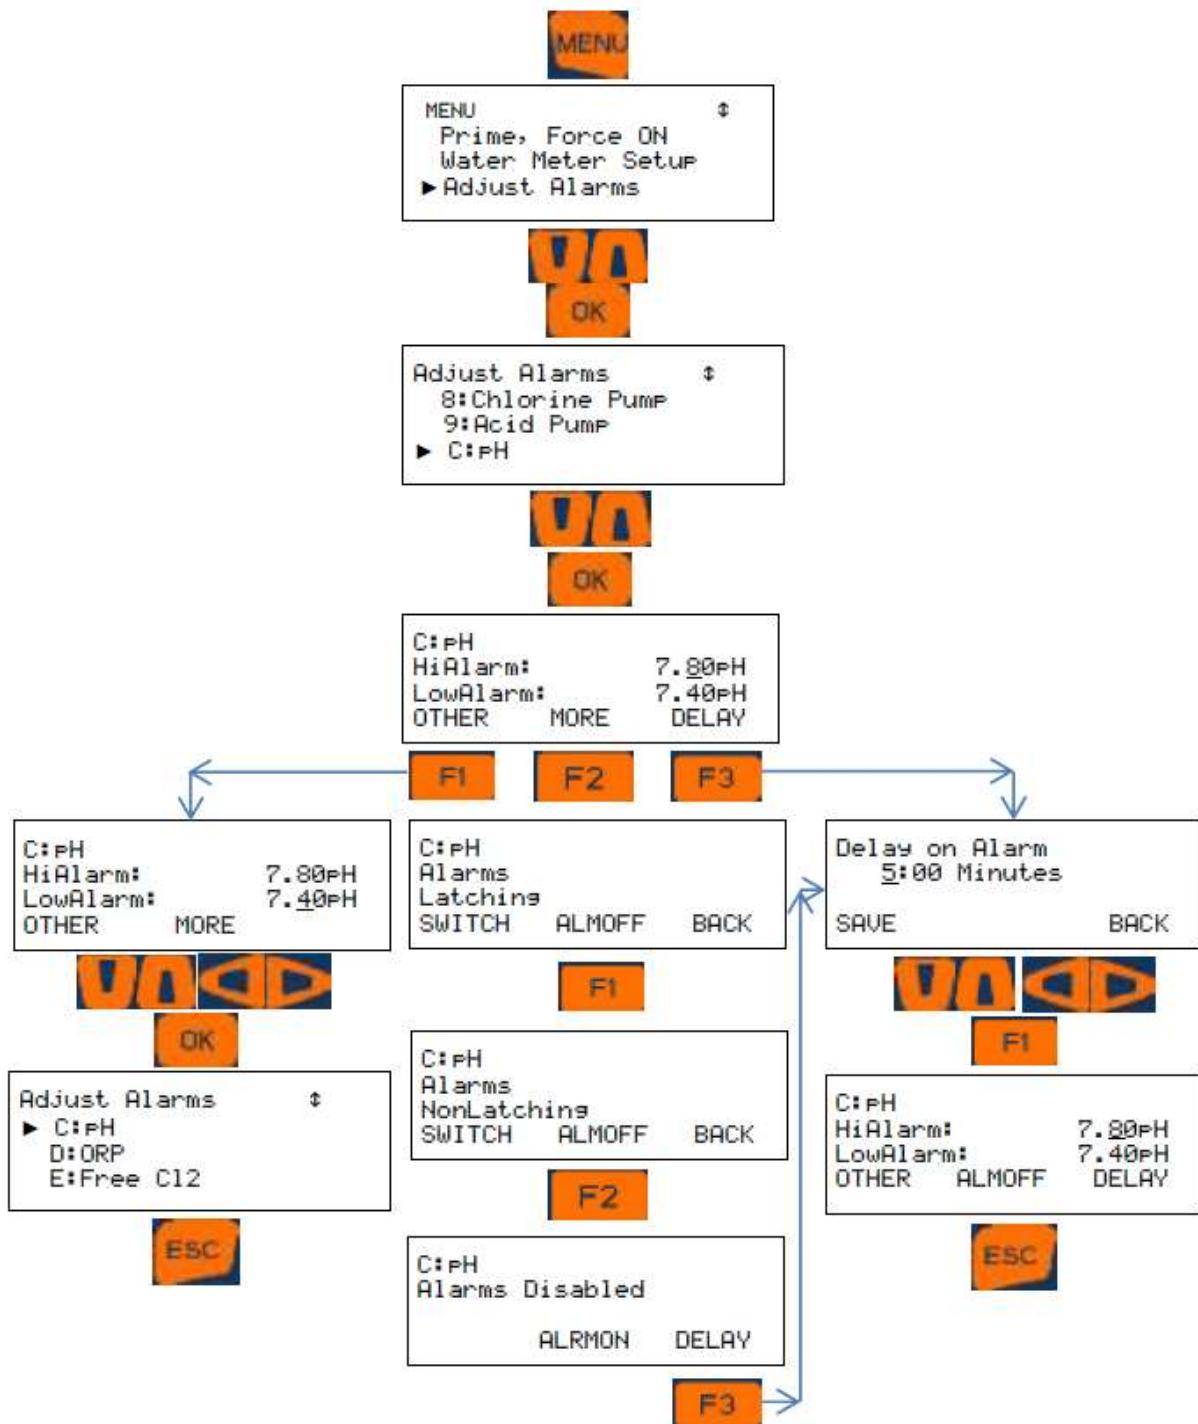 MENU
MENU ⇕
Prime, Force ON
Water Meter Setup
►Adjust Alarms
OK
Adjust Alarms ⇕
8:Chlorine Pump
9:Acid Pump
► C:pH
OK
C:pH
HiAlarm: 7.80pH
LowAlarm: 7.40pH
OTHER MORE DELAY
F1 F2 F3
C:pH
HiAlarm: 7.80pH
LowAlarm: 7.40pH
OTHER MORE
OK
Adjust Alarms ⇕
► C:pH
D:ORP
E:Free Cl2
ESC
C:pH
Alarms
Latching
SWITCH ALMOFF BACK
F1
C:pH
Alarms
NonLatching
SWITCH ALMOFF BACK
F2
C:pH
Alarms Disabled
ALRMON DELAY
F3
Delay on Alarm
5:00 Minutes
SAVE BACK
F1
C:pH
HiAlarm: 7.80pH
LowAlarm: 7.40pH
OTHER ALMOFF DELAY
ESC